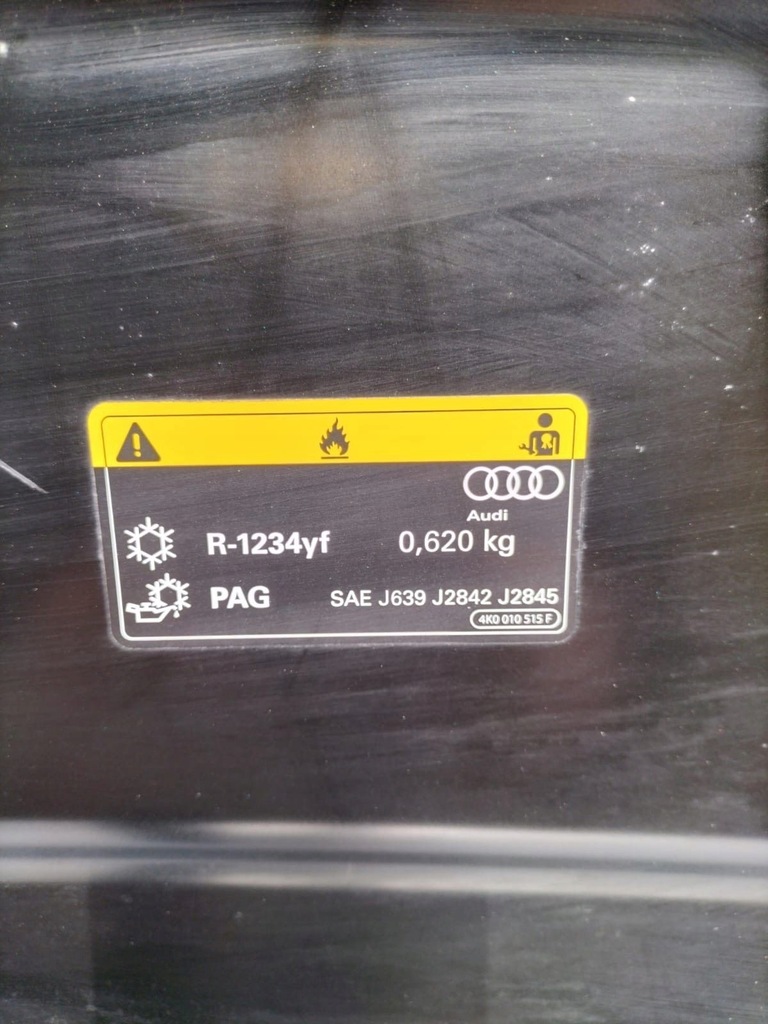 Audi
R-1234yf 0,620 kg
PAG SAE J639 J2842 J2845
4K0 010 515 F